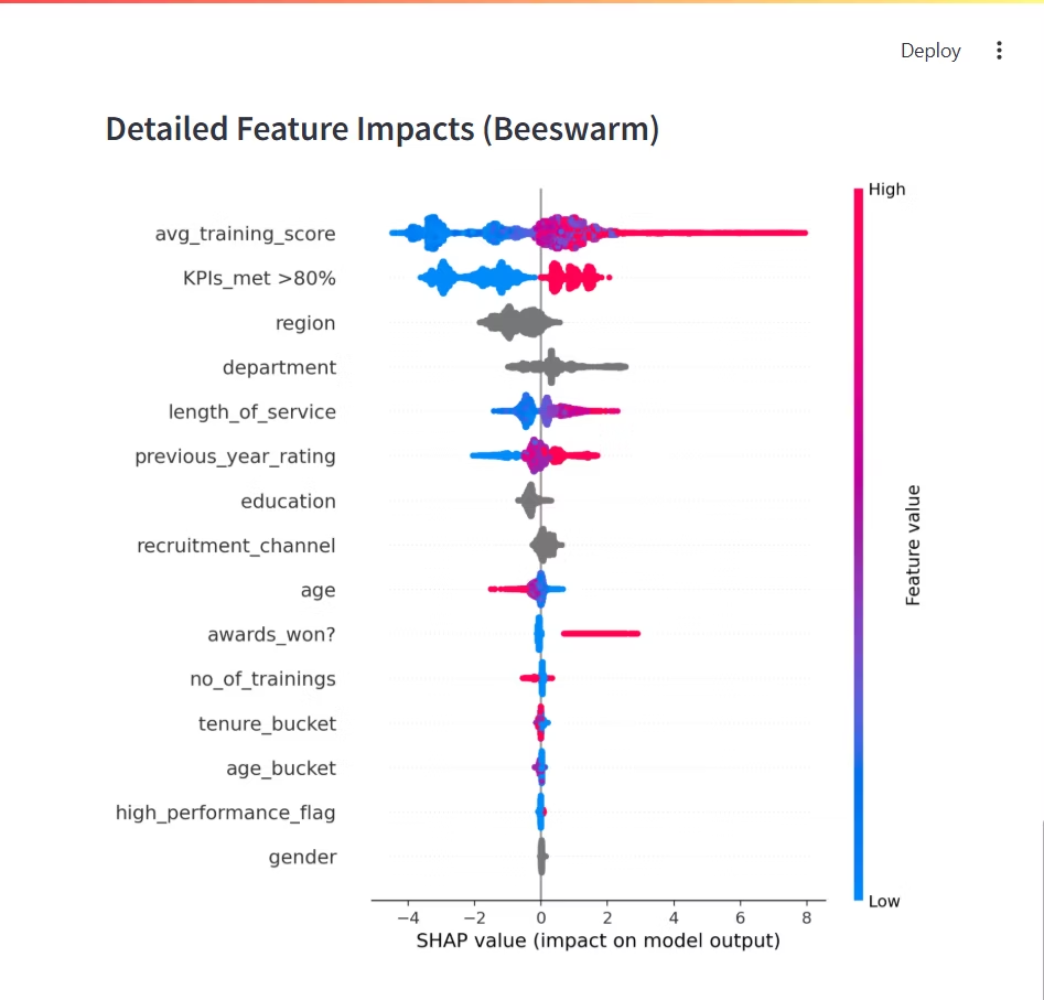 Deploy
Detailed Feature Impacts (Beeswarm)
High
avg_training_score
KPIs_met >80%
region
department
length_of_service
previous_year_rating
education
recruitment_channel
age
awards_won?
no_of_trainings
tenure_bucket
age_bucket
high_performance_flag
gender
Feature value
Low
−4 −2 0 2 4 6 8
SHAP value (impact on model output)